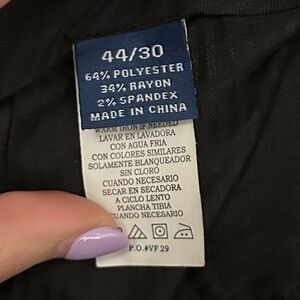 44/30
64% POLYESTER
34% RAYON
2% SPANDEX
MADE IN CHINA
WARM IRON IF NEEDED
LAVAR EN LAVADORA
CON AGUA FRIA
CON COLORES SIMILARES
SOLAMENTE BLANQUEADOR
SIN CLORO
CUANDO NECESARIO
SECAR EN SECADORA
A CICLO LENTO
PLANCHA TIBIA
CUANDO NECESARIO
P.O.#VF29